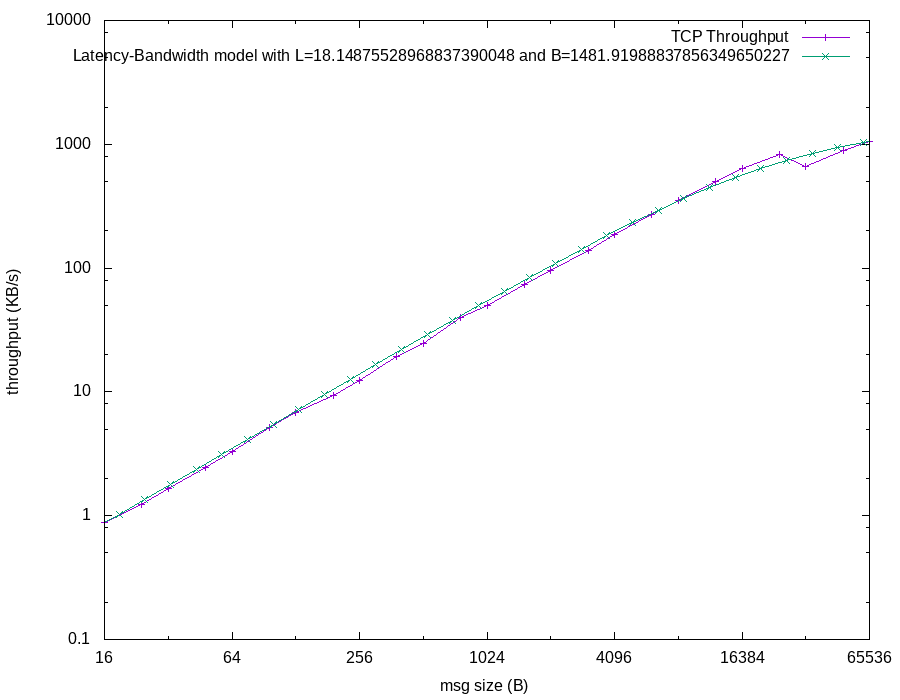 10000
1000
100
10
1
0.1
16 64 256 1024 4096 16384 65536
throughput (KB/s)
msg size (B)
TCP Throughput
Latency-Bandwidth model with L=18.14875528968837390048 and B=1481.91988837856349650227